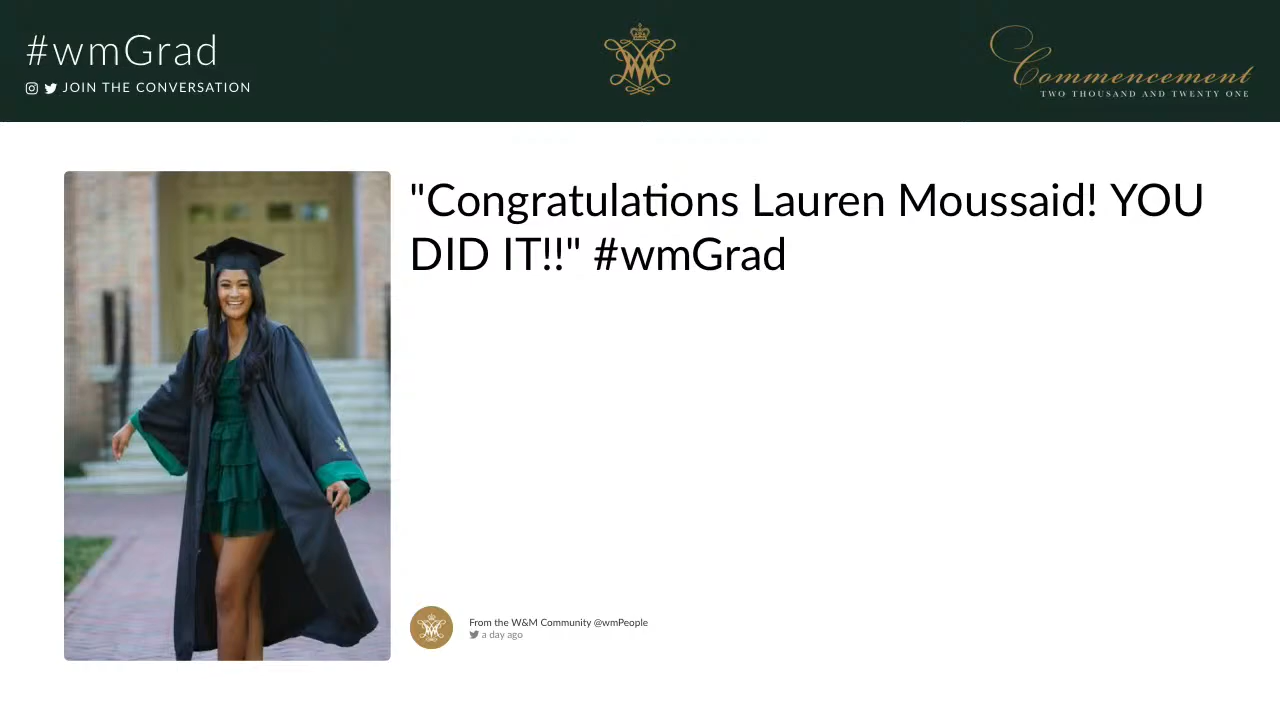 #wmGrad
JOIN THE CONVERSATION
Commencement
TWO THOUSAND AND TWENTY ONE
"Congratulations Lauren Moussaid! YOU
DID IT!!" #wmGrad
From the W&M Community @wmPeople
a day ago